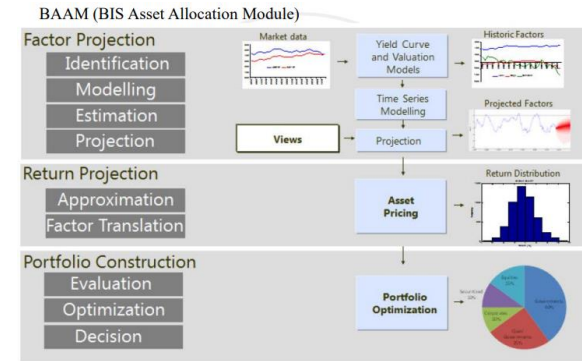 BAAM (BIS Asset Allocation Module)
Factor Projection
Identification
Modelling
Estimation
Projection
Market data
Yield Curve
and Valuation
Models
Historic Factors
Time Series
Modelling
Views
Projection
Projected Factors
Return Projection
Approximation
Factor Translation
Asset
Pricing
Return Distribution
Portfolio Construction
Evaluation
Optimization
Decision
Portfolio
Optimization